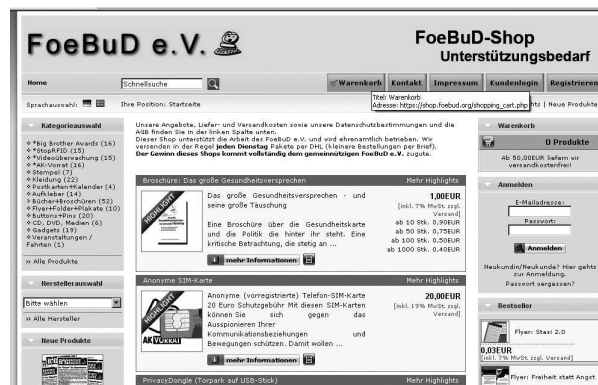 FoeBuD e.V.
FoeBuD-Shop
Unterstützungsbedarf
Home
Schnellsuche
Warenkorb
Kontakt
Impressum
Kundenlogin
Registrieren
Titel: Warenkorb
Adresse: https://shop.foebud.org/shopping_cart.php
Sprachauswahl:
Ihre Position: Startseite
| Neue Produkte
Kategorieauswahl
*Big Brother Awards (16)
*StopRFID (15)
*Videoüberwachung (15)
*AK-Vorrat (16)
Stempel (7)
Kleidung (22)
Postkarten+Kalender (4)
Aufkleber (14)
Bücher+Broschüren (52)
Flyer+Folder+Plakate (10)
Buttons+Pins (20)
CD, DVD, Medien (6)
Gadgets (19)
Veranstaltungen /
Fahrten (1)
» Alle Produkte
Herstellerauswahl
Bitte wählen
» Alle Hersteller
Neue Produkte
Unsere Angebote, Liefer- und Versandkosten sowie unsere Datenschutzbestimmungen und die
AGB finden Sie in der linken Spalte unten.
Dieser Shop unterstützt die Arbeit des FoeBuD e.V. und wird ehrenamtlich betrieben. Wir
versenden in der Regel jeden Dienstag Pakete per DHL (kleinere Bestellungen per Brief).
Der Gewinn dieses Shops kommt vollständig dem gemeinnützigen FoeBuD e.V. zugute.
Broschüre: Das große Gesundheitsversprechen
Mehr Highlights
HIGHLIGHT
Das große Gesundheitsversprechen - und
seine große Täuschung
Eine Broschüre über die Gesundheitskarte
und die Politik die hinter ihr steht. Eine
kritische Betrachtung, die stetig an ...
mehr Informationen
1,00EUR
[inkl. 7% MwSt. zzgl.
Versand]
ab 10 Stk. 0,90EUR
ab 50 Stk. 0,75EUR
ab 100 Stk. 0,50EUR
ab 1000 Stk. 0,40EUR
Anonyme SIM-Karte
Mehr Highlights
HIGHLIGHT
Anonyme (vorregistrierte) Telefon-SIM-Karte
20 Euro Schutzgebühr Mit diesen SIM-Karten
können Sie sich gegen das
Ausspionieren Ihrer
Kommunikationsbeziehungen und
Bewegungen schützen. Damit wollen ...
mehr Informationen
20,00EUR
[inkl. 19% MwSt. zzgl.
Versand]
PrivacyDongle (Torpark auf USB-Stick)
Mehr Highlights
Warenkorb
0 Produkte
Ab 50,00EUR liefern wir
versandkostenfrei!
Anmelden
E-Mailadresse:
Passwort:
Anmelden
Neukundin/Neukunde? Hier gehts
zur Anmeldung.
Passwort vergessen?
Bestseller
Flyer: Stasi 2.0
0,03EUR
[inkl. 7% MwSt. zzgl. Versand]
Flyer: Freiheit statt Angst